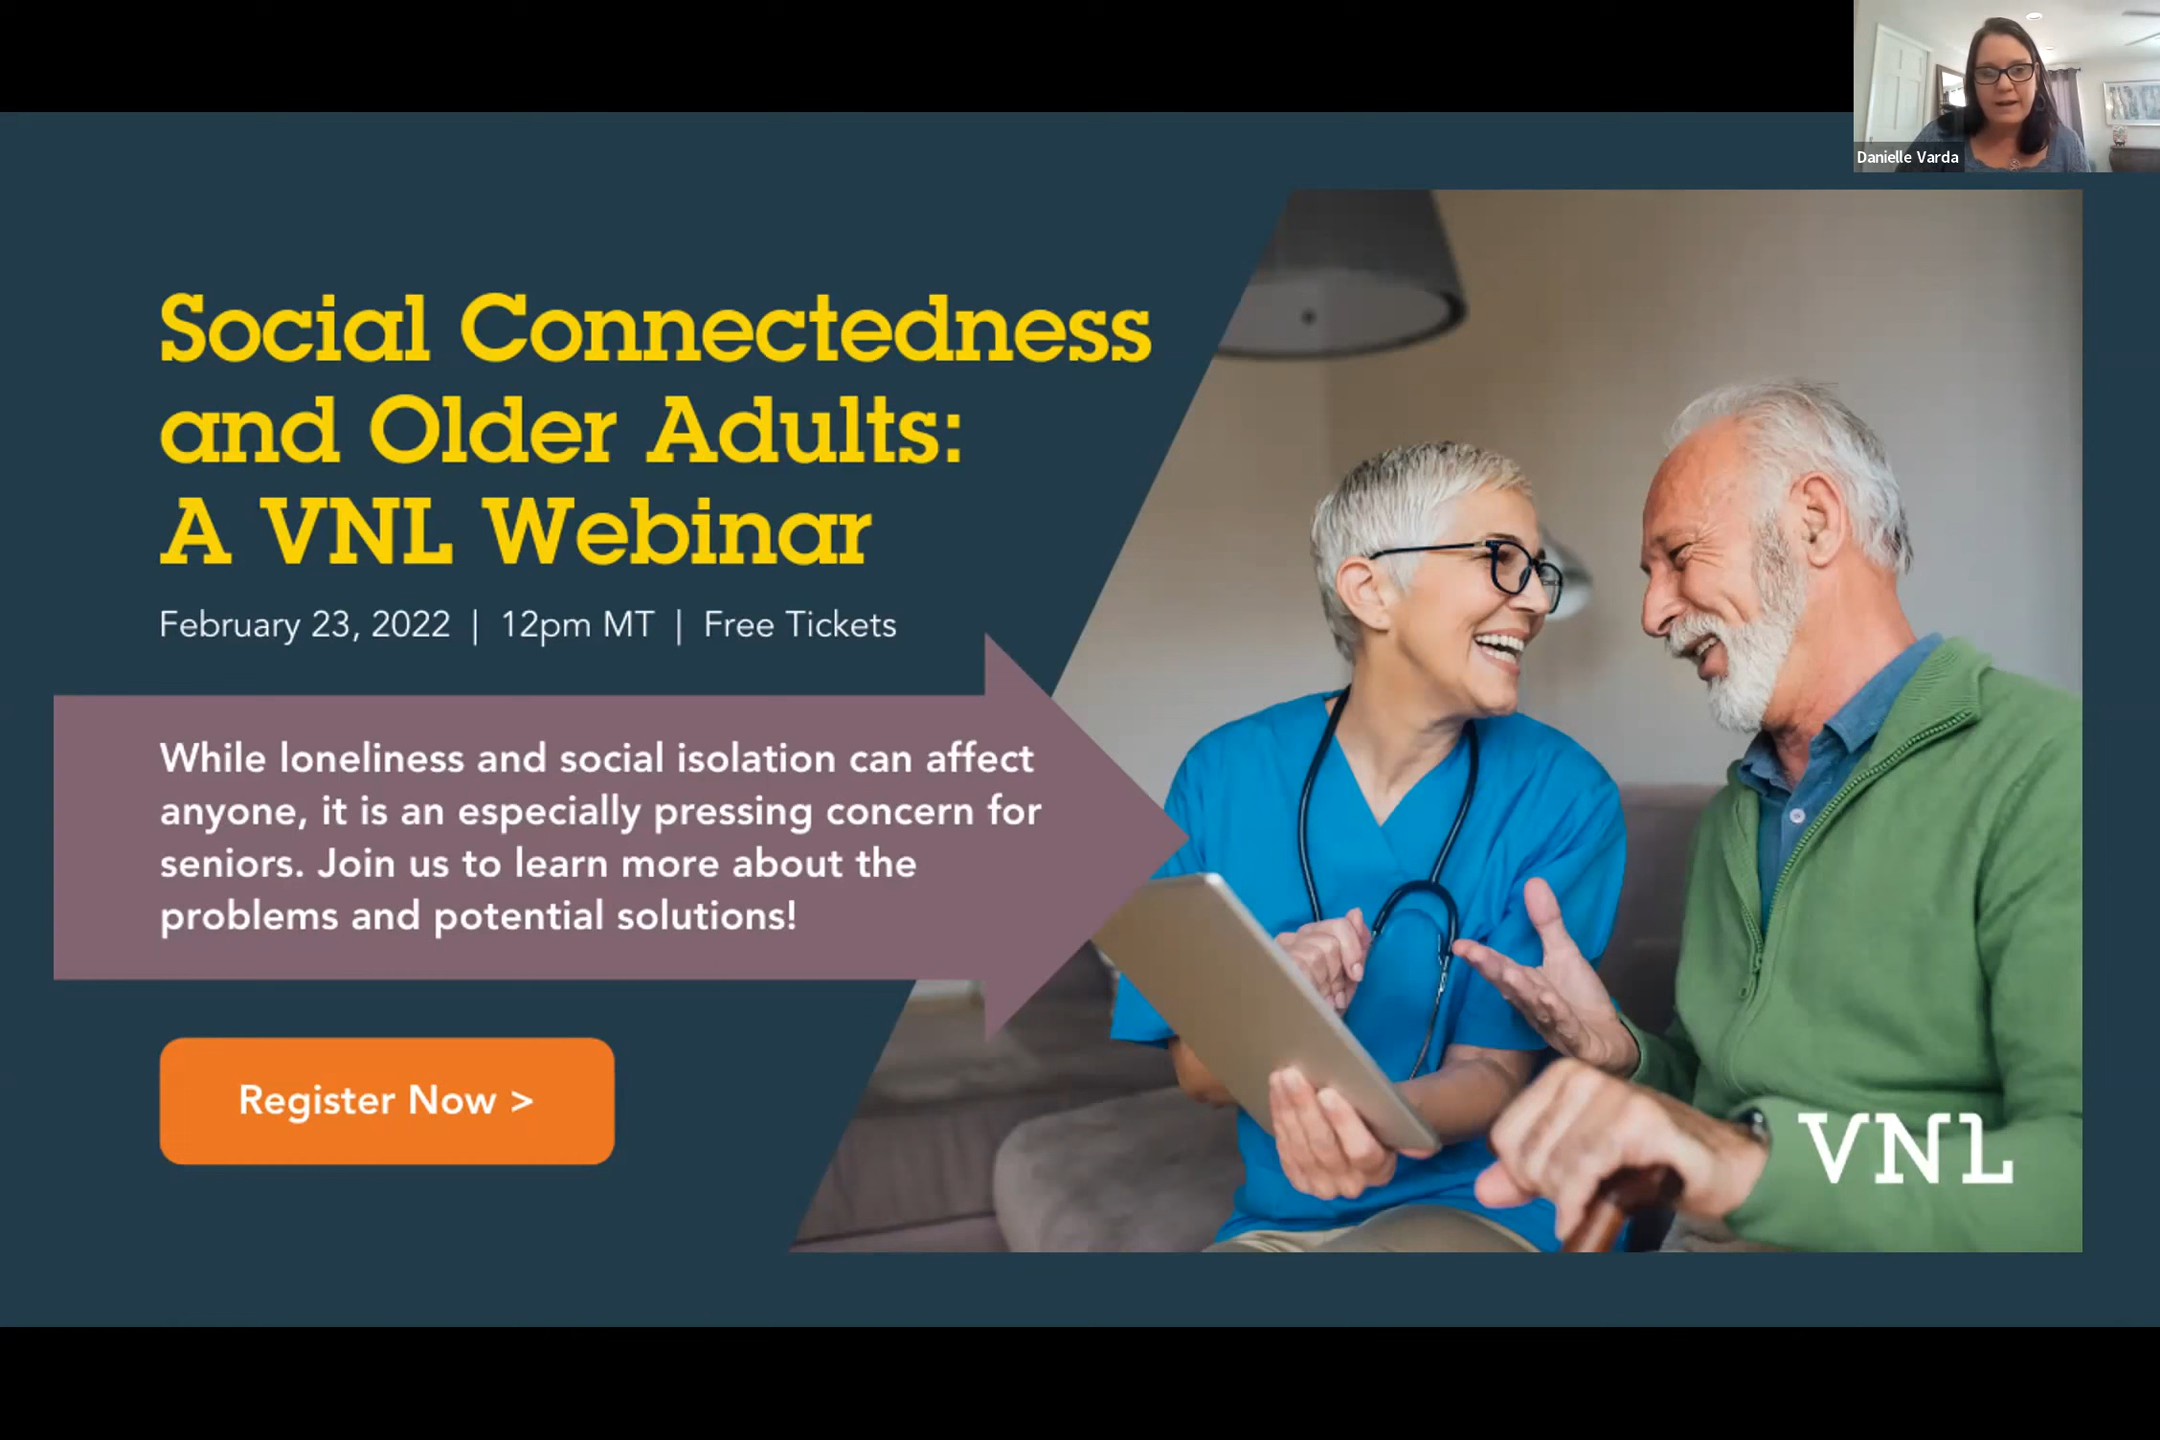 Danielle Varda
Social Connectedness
and Older Adults:
A VNL Webinar
February 23, 2022 | 12pm MT | Free Tickets
While loneliness and social isolation can affect
anyone, it is an especially pressing concern for
seniors. Join us to learn more about the
problems and potential solutions!
Register Now >
VNL